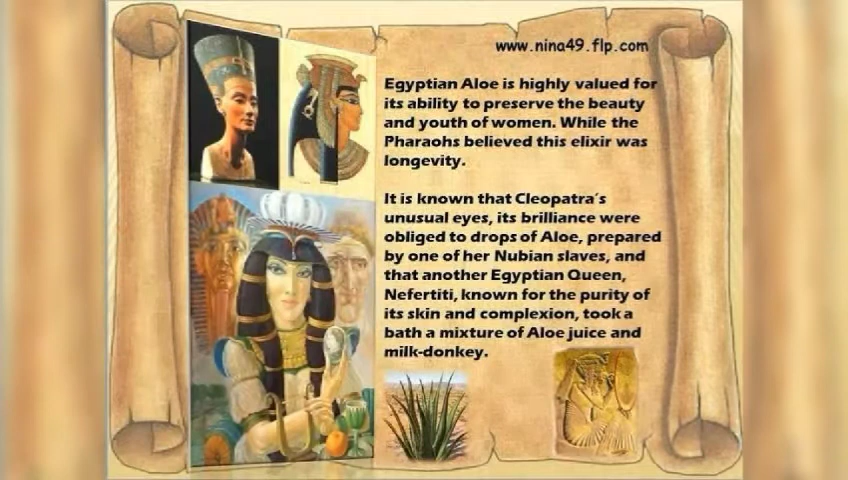 www.nina49.flp.com
Egyptian Aloe is highly valued for
its ability to preserve the beauty
and youth of women. While the
Pharaohs believed this elixir was
longevity.
It is known that Cleopatra´s
unusual eyes, its brilliance were
obliged to drops of Aloe, prepared
by one of her Nubian slaves, and
that another Egyptian Queen,
Nefertiti, known for the purity of
its skin and complexion, took a
bath a mixture of Aloe juice and
milk-donkey.